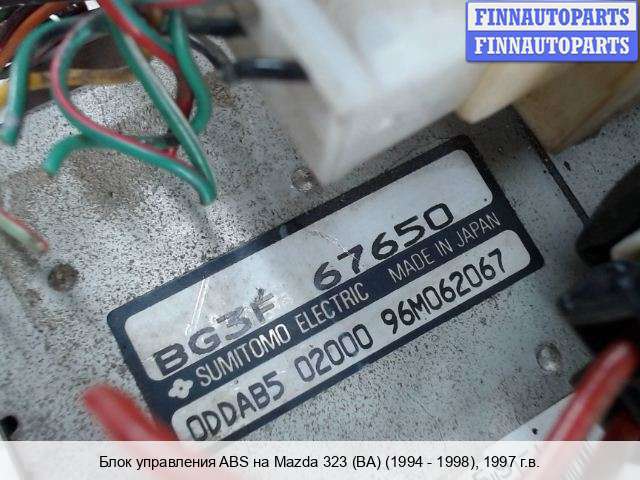 FINNAUTOPARTS
FINNAUTOPARTS
BG3F 67650
SUMITOMO ELECTRIC MADE IN JAPAN
0DDAB5 02000 96M062067
Блок управления ABS на Mazda 323 (BA) (1994 - 1998), 1997 г.в.